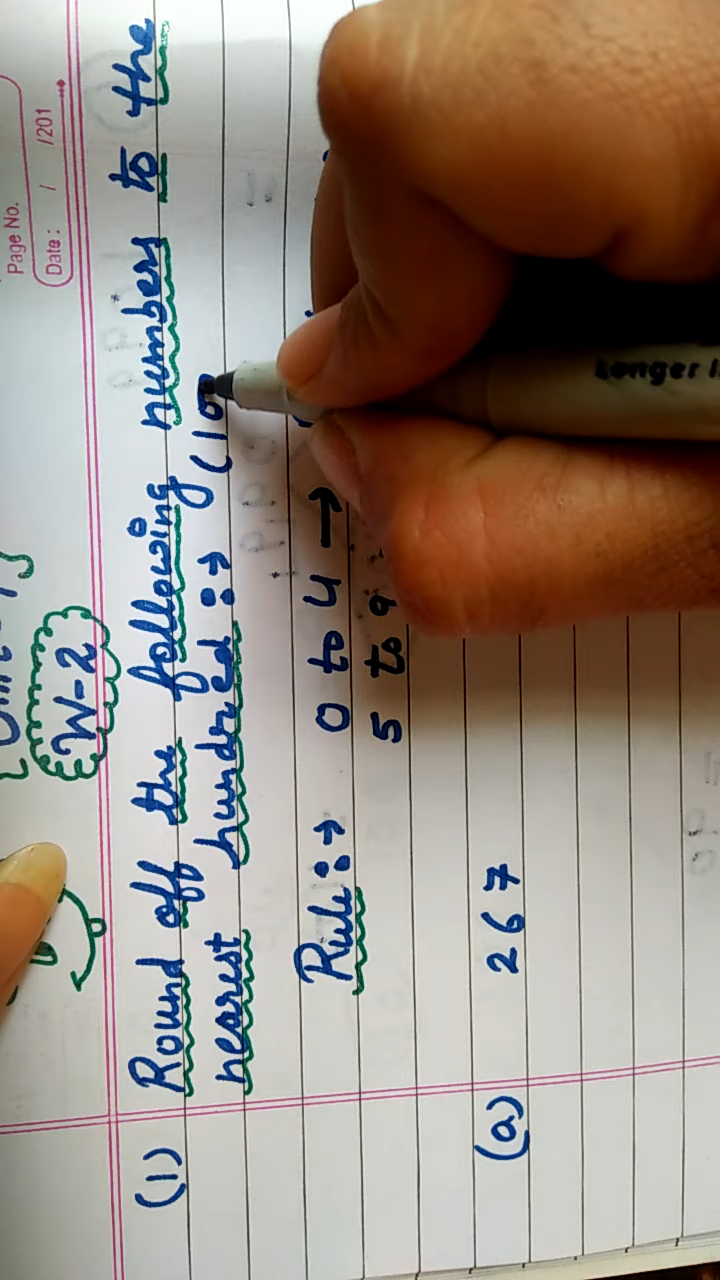 Page No.
Date: / /201
W-2
(1) Round off the following numbers to the
nearest hundred :→ (10
Rule :→ 0 to 4 →
5 to 9
(a) 267
Longer